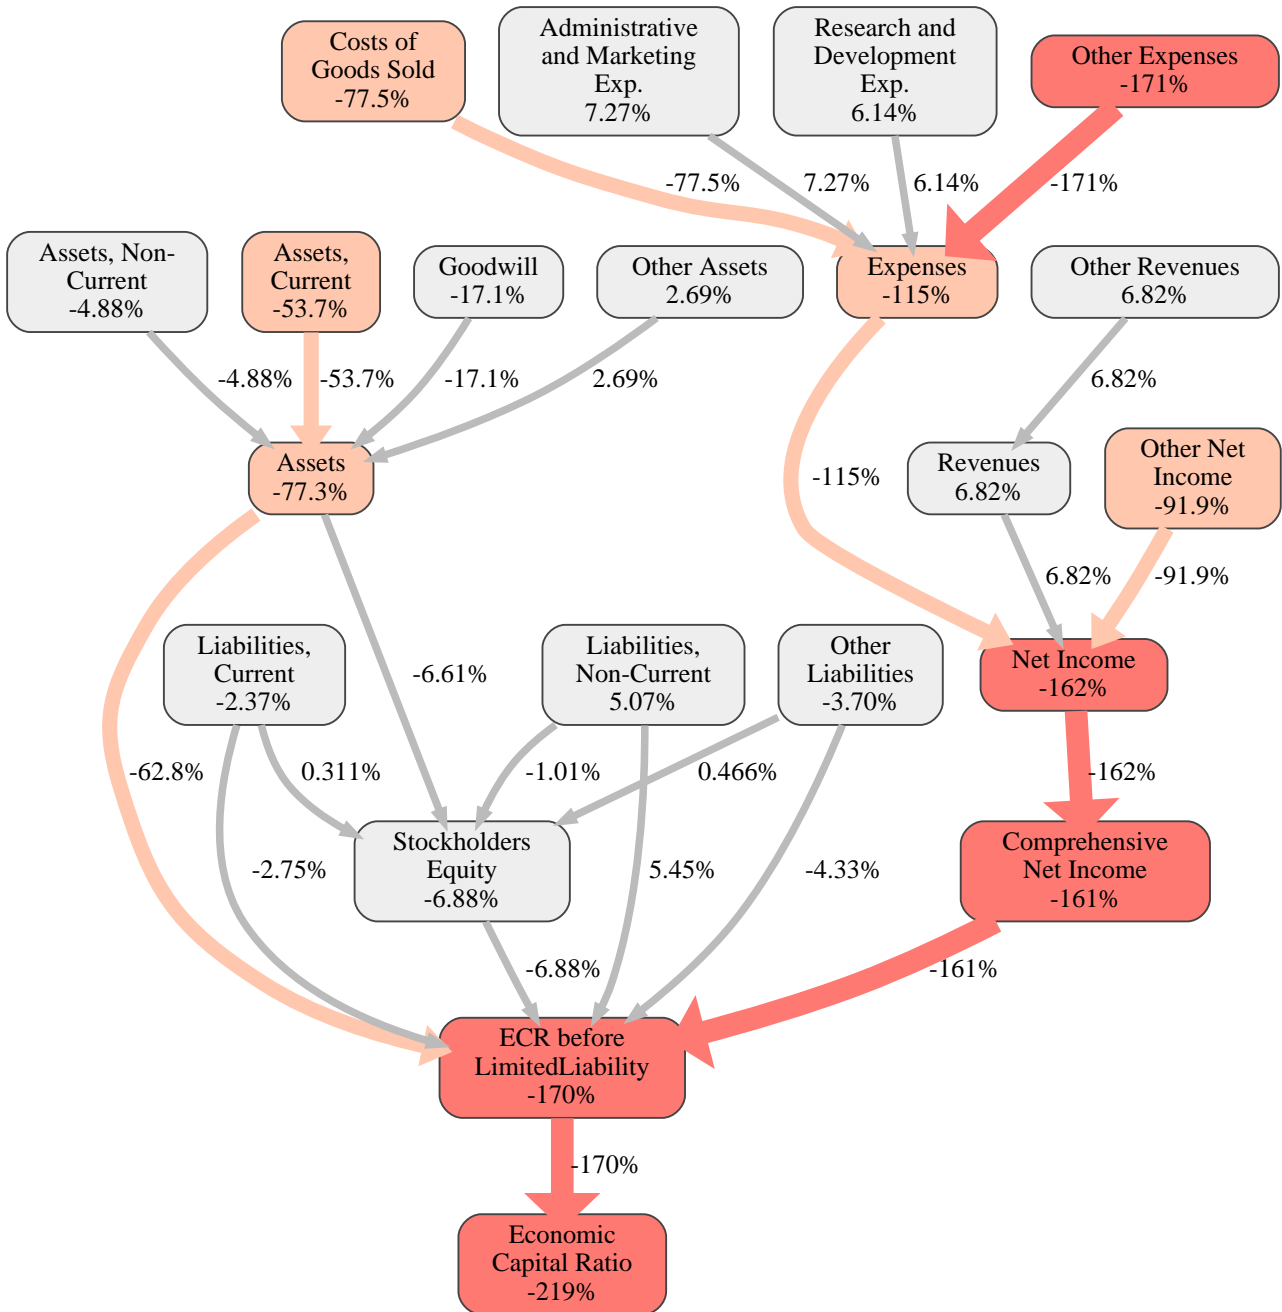 Costs of
Goods Sold
-77.5%
Administrative
and Marketing
Exp.
7.27%
Research and
Development
Exp.
6.14%
Other Expenses
-171%
-77.5%
7.27%
6.14%
-171%
Assets, Non-
Current
-4.88%
Assets,
Current
-53.7%
Goodwill
-17.1%
Other Assets
2.69%
Expenses
-115%
Other Revenues
6.82%
-4.88%
-53.7%
-17.1%
2.69%
6.82%
Assets
-77.3%
-115%
Revenues
6.82%
Other Net
Income
-91.9%
6.82%
-91.9%
Liabilities,
Current
-2.37%
-6.61%
Liabilities,
Non-Current
5.07%
Other
Liabilities
-3.70%
Net Income
-162%
-62.8%
0.311%
-1.01%
0.466%
-162%
-2.75%
Stockholders
Equity
-6.88%
5.45%
-4.33%
Comprehensive
Net Income
-161%
-6.88%
-161%
ECR before
LimitedLiability
-170%
-170%
Economic
Capital Ratio
-219%